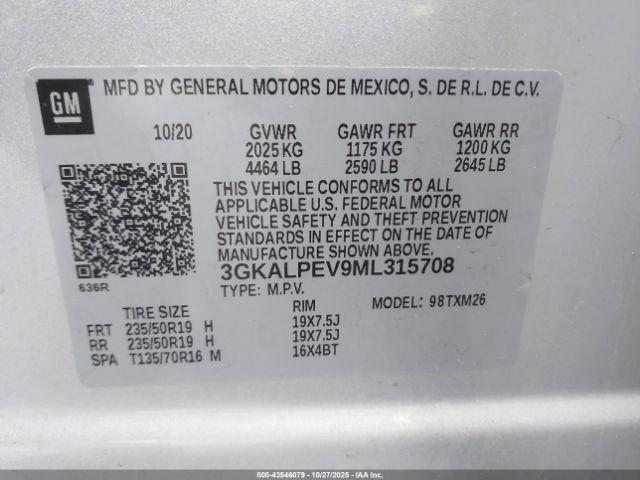 GM
MFD BY GENERAL MOTORS DE MEXICO, S. DE R.L. DE C.V.
10/20 GVWR GAWR FRT GAWR RR
2025 KG 1175 KG 1200 KG
4464 LB 2590 LB 2645 LB
THIS VEHICLE CONFORMS TO ALL
APPLICABLE U.S. FEDERAL MOTOR
VEHICLE SAFETY AND THEFT PREVENTION
STANDARDS IN EFFECT ON THE DATE OF
MANUFACTURE SHOWN ABOVE.
636R
3GKALPEV9ML315708
TYPE: M.P.V. MODEL: 98TXM26
TIRE SIZE RIM
FRT 235/50R19 H 19X7.5J
RR 235/50R19 H 19X7.5J
SPA T135/70R16 M 16X4BT
000-43546079 - 10/27/2025 - IAAI.COM